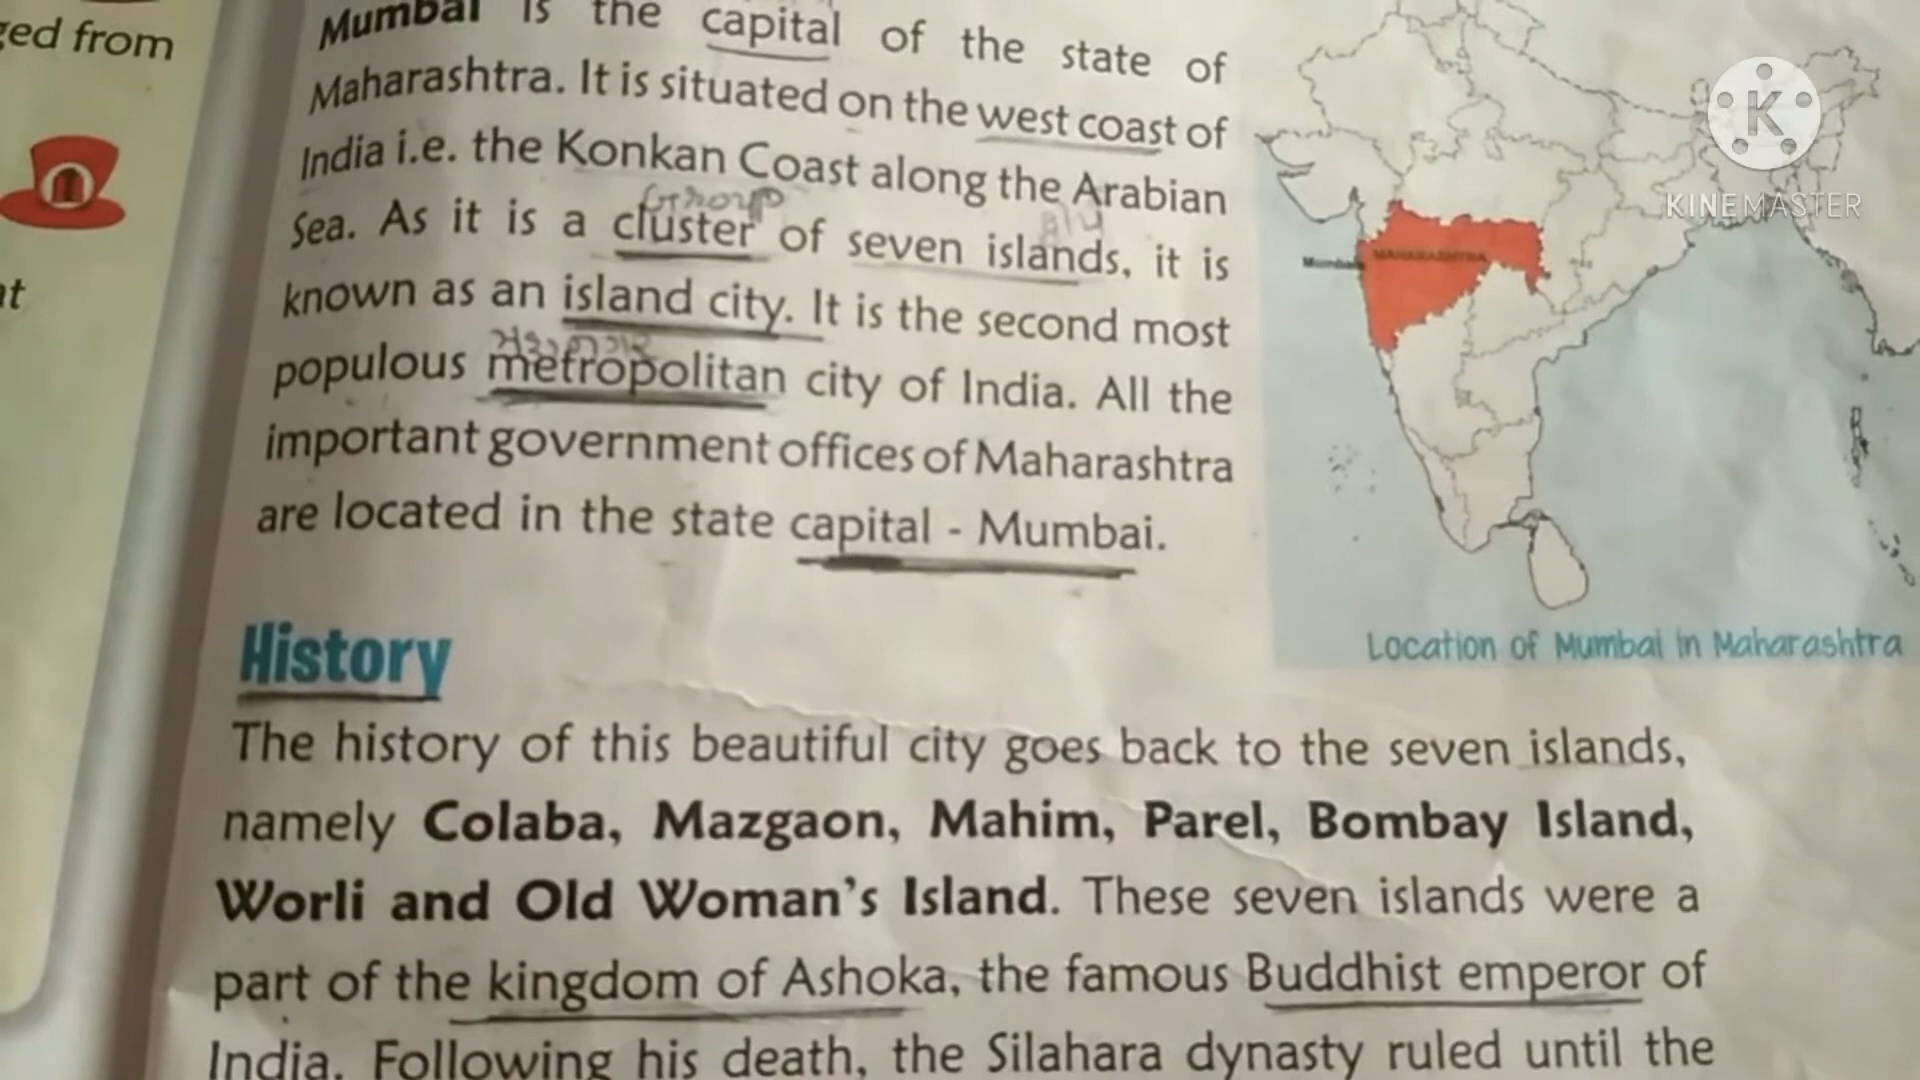 ged from
Mumbai is the capital of the state of
Maharashtra. It is situated on the west coast of
India i.e. the Konkan Coast along the Arabian
Group
Sea. As it is a cluster of seven islands, it is
known as an island city. It is the second most
populous metropolitan city of India. All the
important government offices of Maharashtra
are located in the state capital - Mumbai.
K
KINEMASTER
MAHARASHTRA
Mumbai
Location of Mumbai in Maharashtra
History
The history of this beautiful city goes back to the seven islands,
namely Colaba, Mazgaon, Mahim, Parel, Bombay Island,
Worli and Old Woman's Island. These seven islands were a
part of the kingdom of Ashoka, the famous Buddhist emperor of
India. Following his death, the Silahara dynasty ruled until the